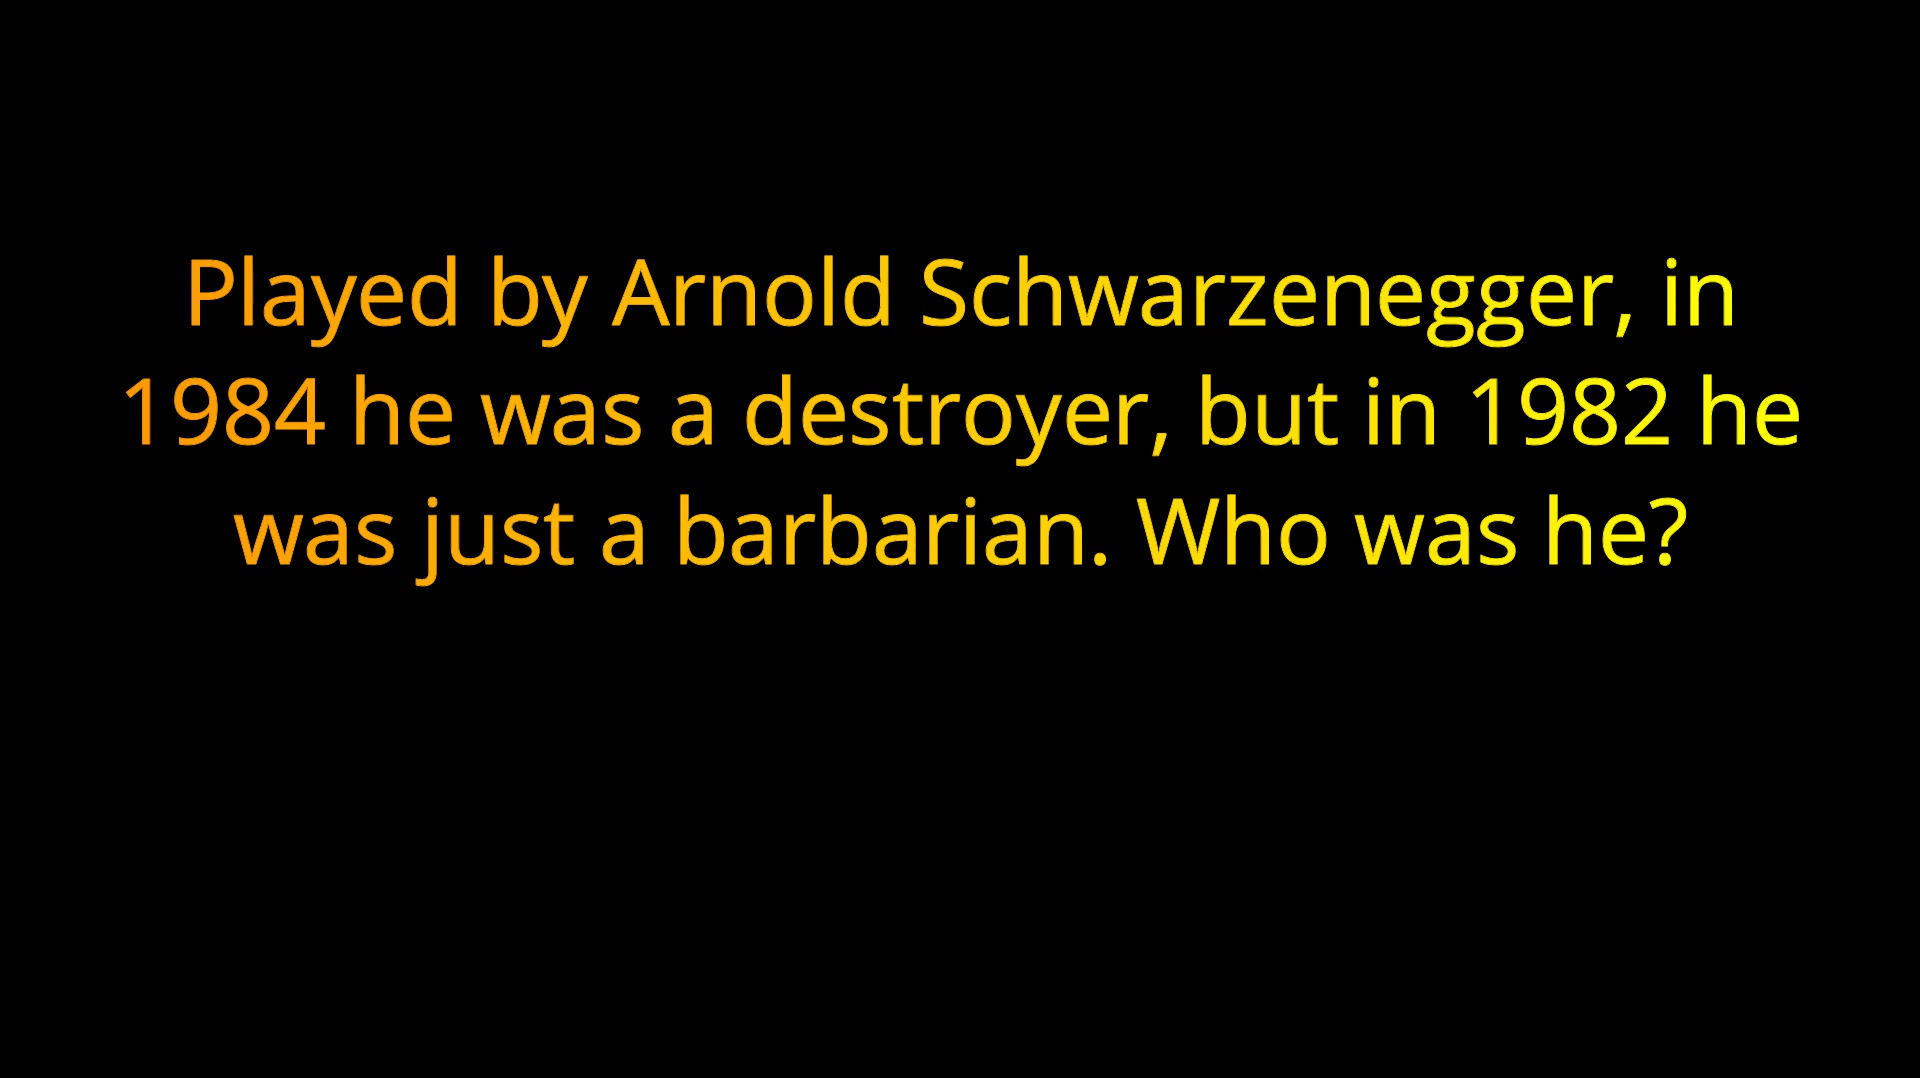 Played by Arnold Schwarzenegger, in
1984 he was a destroyer, but in 1982 he
was just a barbarian. Who was he?